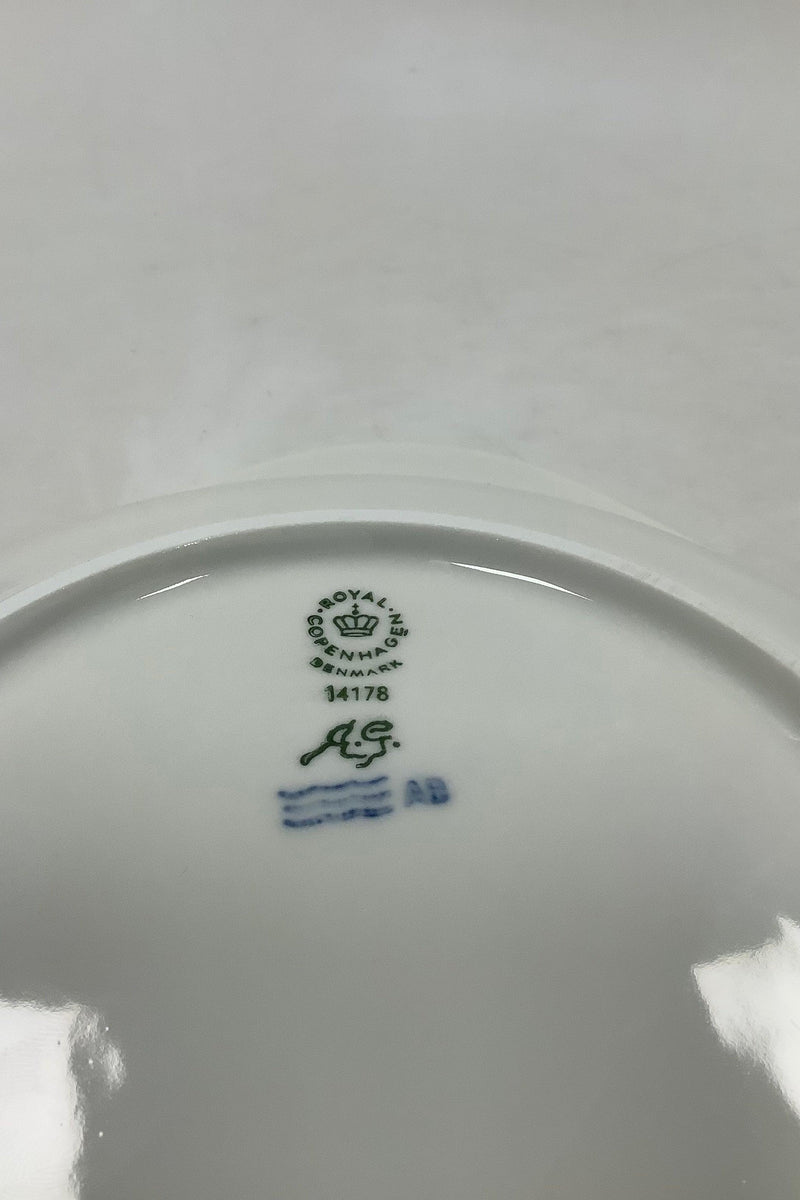 ROYAL
COPENHAGEN
DENMARK
14178
A.G.
AB